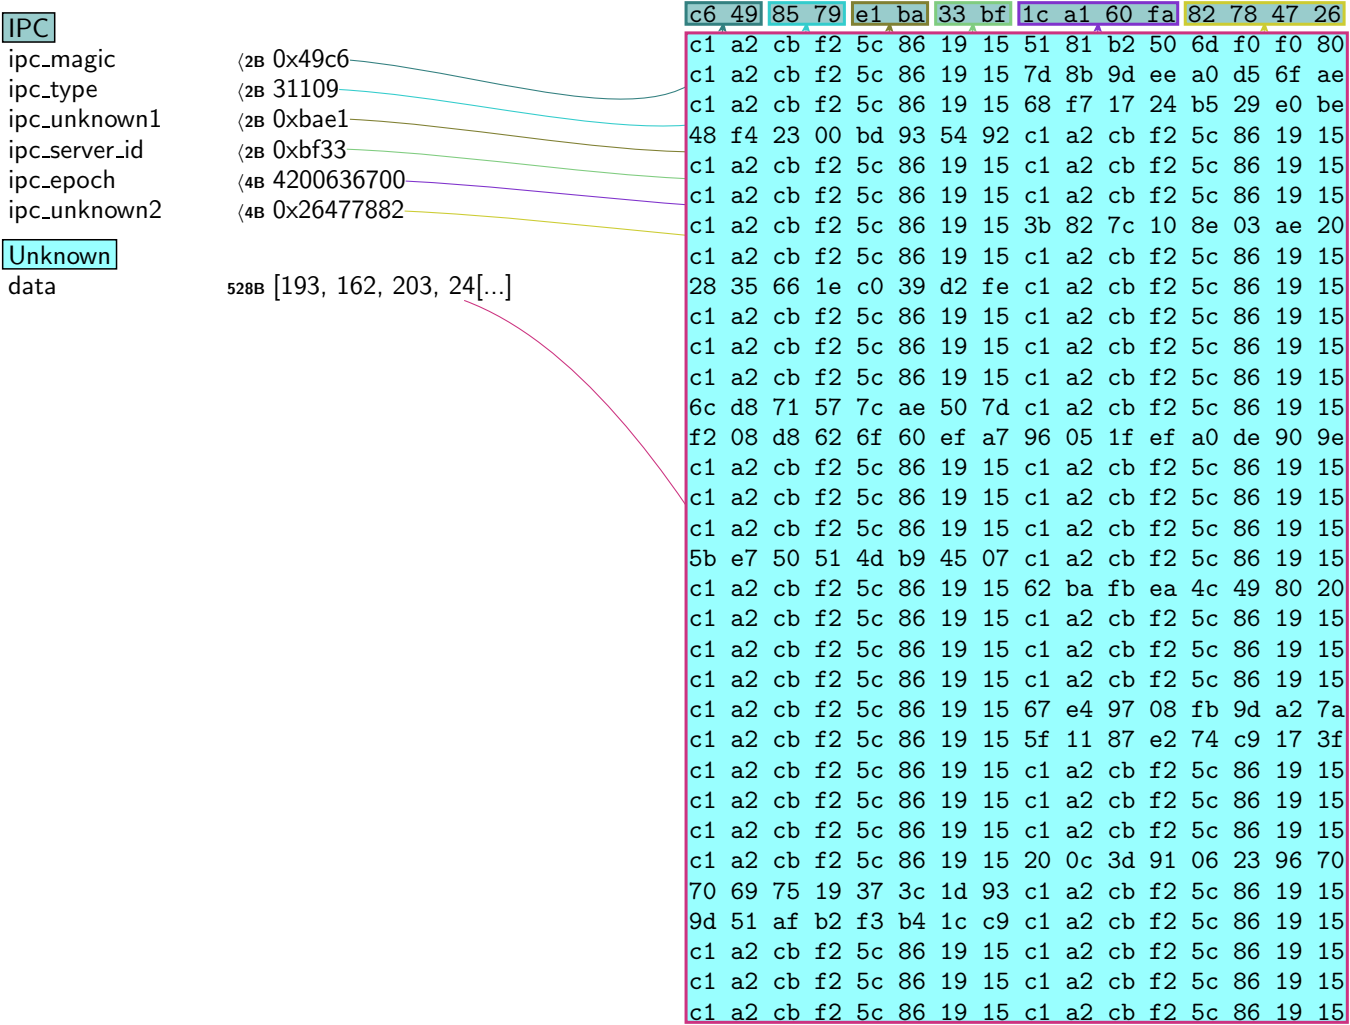 IPC
ipc_magic ⟨2B 0x49c6
ipc_type ⟨2B 31109
ipc_unknown1 ⟨2B 0xbae1
ipc_server_id ⟨2B 0xbf33
ipc_epoch ⟨4B 4200636700
ipc_unknown2 ⟨4B 0x26477882
Unknown
data 528B [193, 162, 203, 24[...]
c6 49 85 79 e1 ba 33 bf 1c a1 60 fa 82 78 47 26
c1 a2 cb f2 5c 86 19 15 51 81 b2 50 6d f0 f0 80
c1 a2 cb f2 5c 86 19 15 7d 8b 9d ee a0 d5 6f ae
c1 a2 cb f2 5c 86 19 15 68 f7 17 24 b5 29 e0 be
48 f4 23 00 bd 93 54 92 c1 a2 cb f2 5c 86 19 15
c1 a2 cb f2 5c 86 19 15 c1 a2 cb f2 5c 86 19 15
c1 a2 cb f2 5c 86 19 15 c1 a2 cb f2 5c 86 19 15
c1 a2 cb f2 5c 86 19 15 3b 82 7c 10 8e 03 ae 20
c1 a2 cb f2 5c 86 19 15 c1 a2 cb f2 5c 86 19 15
28 35 66 1e c0 39 d2 fe c1 a2 cb f2 5c 86 19 15
c1 a2 cb f2 5c 86 19 15 c1 a2 cb f2 5c 86 19 15
c1 a2 cb f2 5c 86 19 15 c1 a2 cb f2 5c 86 19 15
c1 a2 cb f2 5c 86 19 15 c1 a2 cb f2 5c 86 19 15
6c d8 71 57 7c ae 50 7d c1 a2 cb f2 5c 86 19 15
f2 08 d8 62 6f 60 ef a7 96 05 1f ef a0 de 90 9e
c1 a2 cb f2 5c 86 19 15 c1 a2 cb f2 5c 86 19 15
c1 a2 cb f2 5c 86 19 15 c1 a2 cb f2 5c 86 19 15
c1 a2 cb f2 5c 86 19 15 c1 a2 cb f2 5c 86 19 15
5b e7 50 51 4d b9 45 07 c1 a2 cb f2 5c 86 19 15
c1 a2 cb f2 5c 86 19 15 62 ba fb ea 4c 49 80 20
c1 a2 cb f2 5c 86 19 15 c1 a2 cb f2 5c 86 19 15
c1 a2 cb f2 5c 86 19 15 c1 a2 cb f2 5c 86 19 15
c1 a2 cb f2 5c 86 19 15 c1 a2 cb f2 5c 86 19 15
c1 a2 cb f2 5c 86 19 15 67 e4 97 08 fb 9d a2 7a
c1 a2 cb f2 5c 86 19 15 5f 11 87 e2 74 c9 17 3f
c1 a2 cb f2 5c 86 19 15 c1 a2 cb f2 5c 86 19 15
c1 a2 cb f2 5c 86 19 15 c1 a2 cb f2 5c 86 19 15
c1 a2 cb f2 5c 86 19 15 c1 a2 cb f2 5c 86 19 15
c1 a2 cb f2 5c 86 19 15 20 0c 3d 91 06 23 96 70
70 69 75 19 37 3c 1d 93 c1 a2 cb f2 5c 86 19 15
9d 51 af b2 f3 b4 1c c9 c1 a2 cb f2 5c 86 19 15
c1 a2 cb f2 5c 86 19 15 c1 a2 cb f2 5c 86 19 15
c1 a2 cb f2 5c 86 19 15 c1 a2 cb f2 5c 86 19 15
c1 a2 cb f2 5c 86 19 15 c1 a2 cb f2 5c 86 19 15